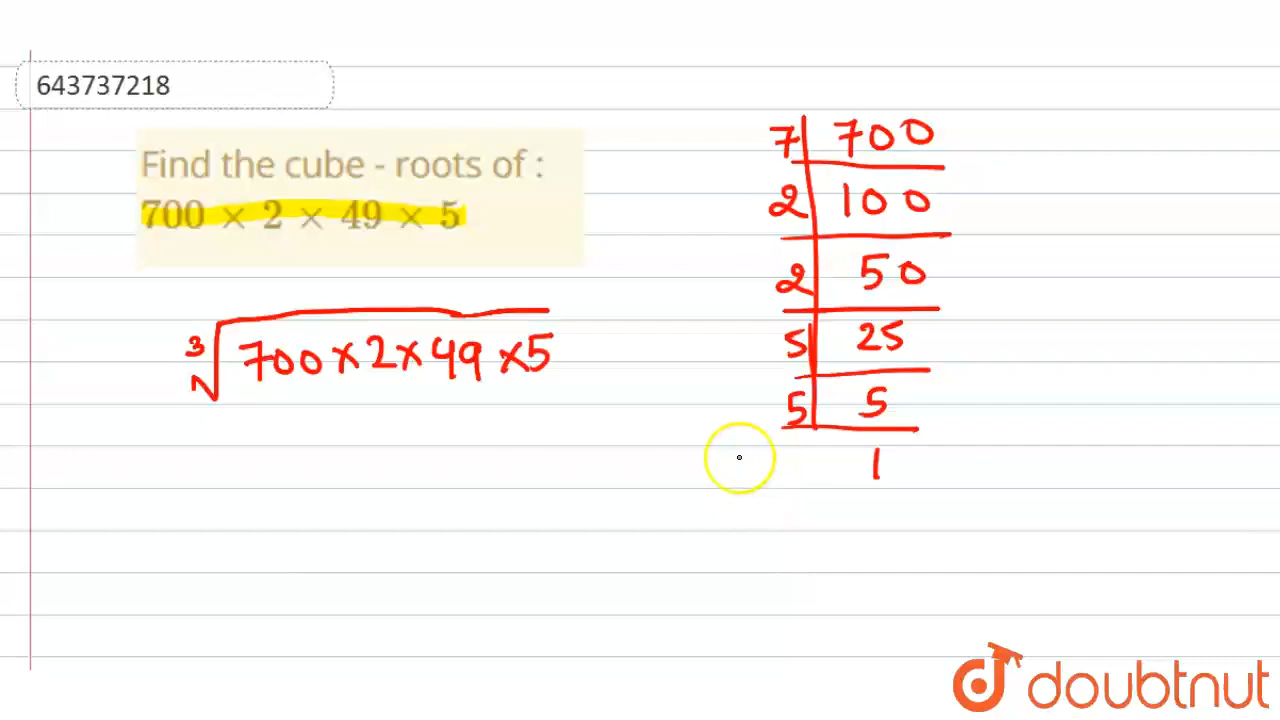 643737218
Find the cube - roots of :
700 × 2 × 49 × 5
3√700×2×49×5
7 | 700
2 | 100
2 | 50
5 | 25
5 | 5
1
doubtnut